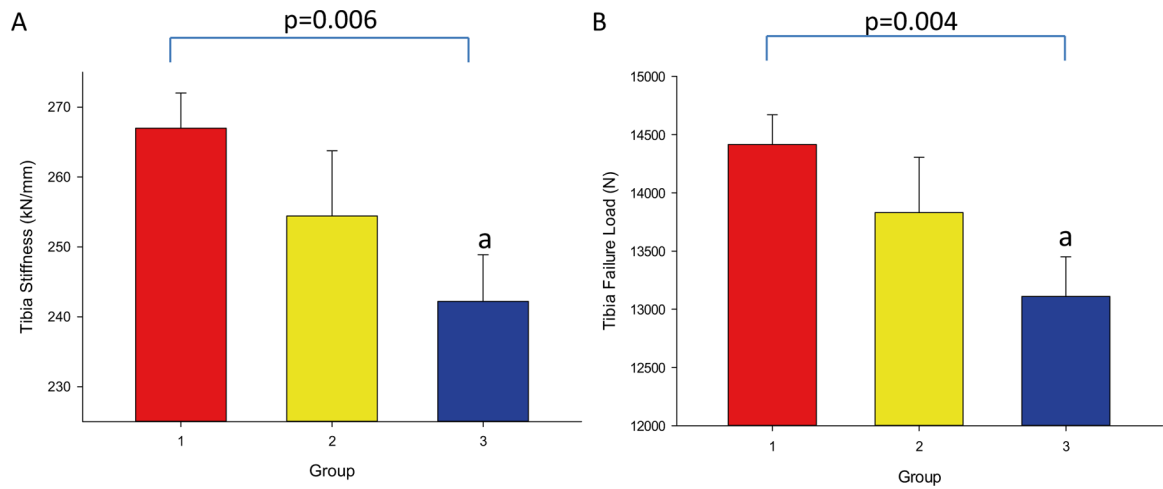 A
p=0.006
270
260
250
240
230
Tibia Stiffness (kN/mm)
a
1 2 3
Group
B
p=0.004
15000
14500
14000
13500
13000
12500
12000
Tibia Failure Load (N)
a
1 2 3
Group